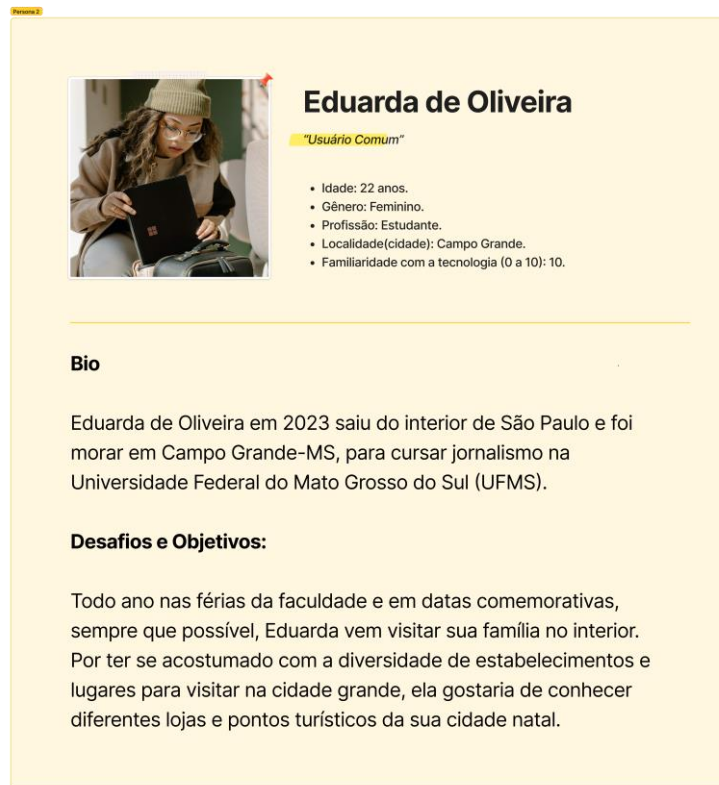 Persona 2
Eduarda de Oliveira
"Usuário Comum"
• Idade: 22 anos.
• Gênero: Feminino.
• Profissão: Estudante.
• Localidade(cidade): Campo Grande.
• Familiaridade com a tecnologia (0 a 10): 10.
Bio
Eduarda de Oliveira em 2023 saiu do interior de São Paulo e foi
morar em Campo Grande-MS, para cursar jornalismo na
Universidade Federal do Mato Grosso do Sul (UFMS).
Desafios e Objetivos:
Todo ano nas férias da faculdade e em datas comemorativas,
sempre que possível, Eduarda vem visitar sua família no interior.
Por ter se acostumado com a diversidade de estabelecimentos e
lugares para visitar na cidade grande, ela gostaria de conhecer
diferentes lojas e pontos turísticos da sua cidade natal.